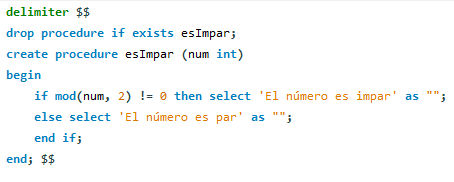 delimiter $$
drop procedure if exists esImpar;
create procedure esImpar (num int)
begin
if mod(num, 2) != 0 then select 'El número es impar' as "";
else select 'El número es par' as "";
end if;
end; $$